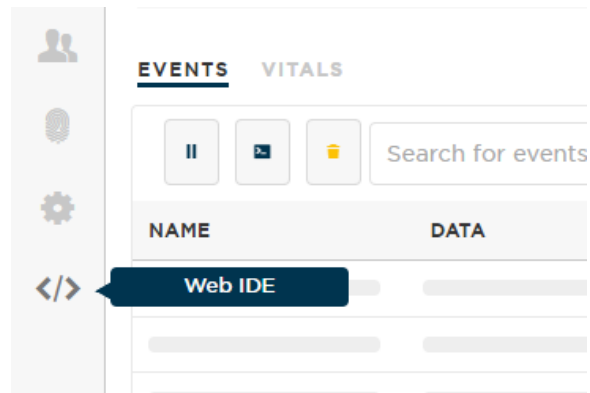 EVENTS VITALS
Search for events
NAME DATA
</> Web IDE